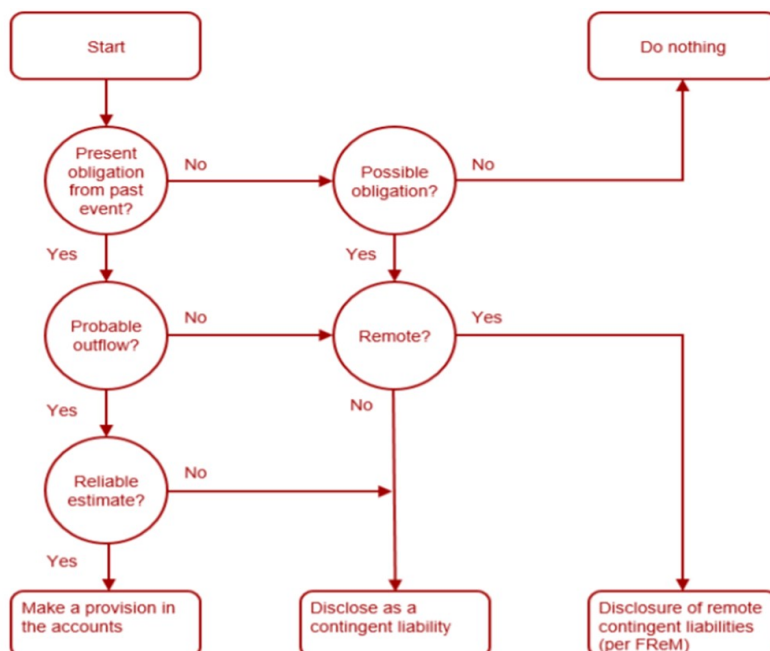 Start
Do nothing
Present
obligation
from past
event?
No
Possible
obligation?
No
Yes
Yes
Probable
outflow?
No
Remote?
Yes
Yes
No
Reliable
estimate?
No
Yes
Make a provision in
the accounts
Disclose as a
contingent liability
Disclosure of remote
contingent liabilities
(per FReM)